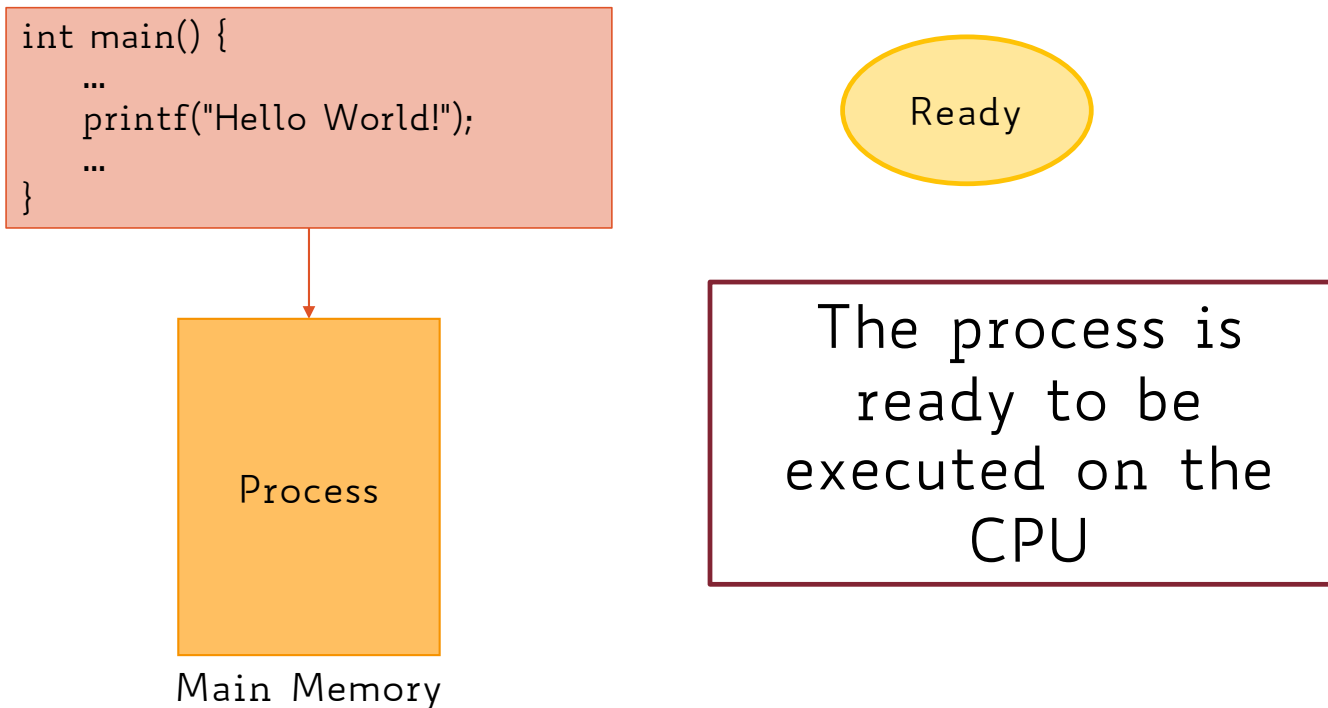 int main() {
...
printf("Hello World!");
...
}
Ready
Process
Main Memory
The process is
ready to be
executed on the
CPU